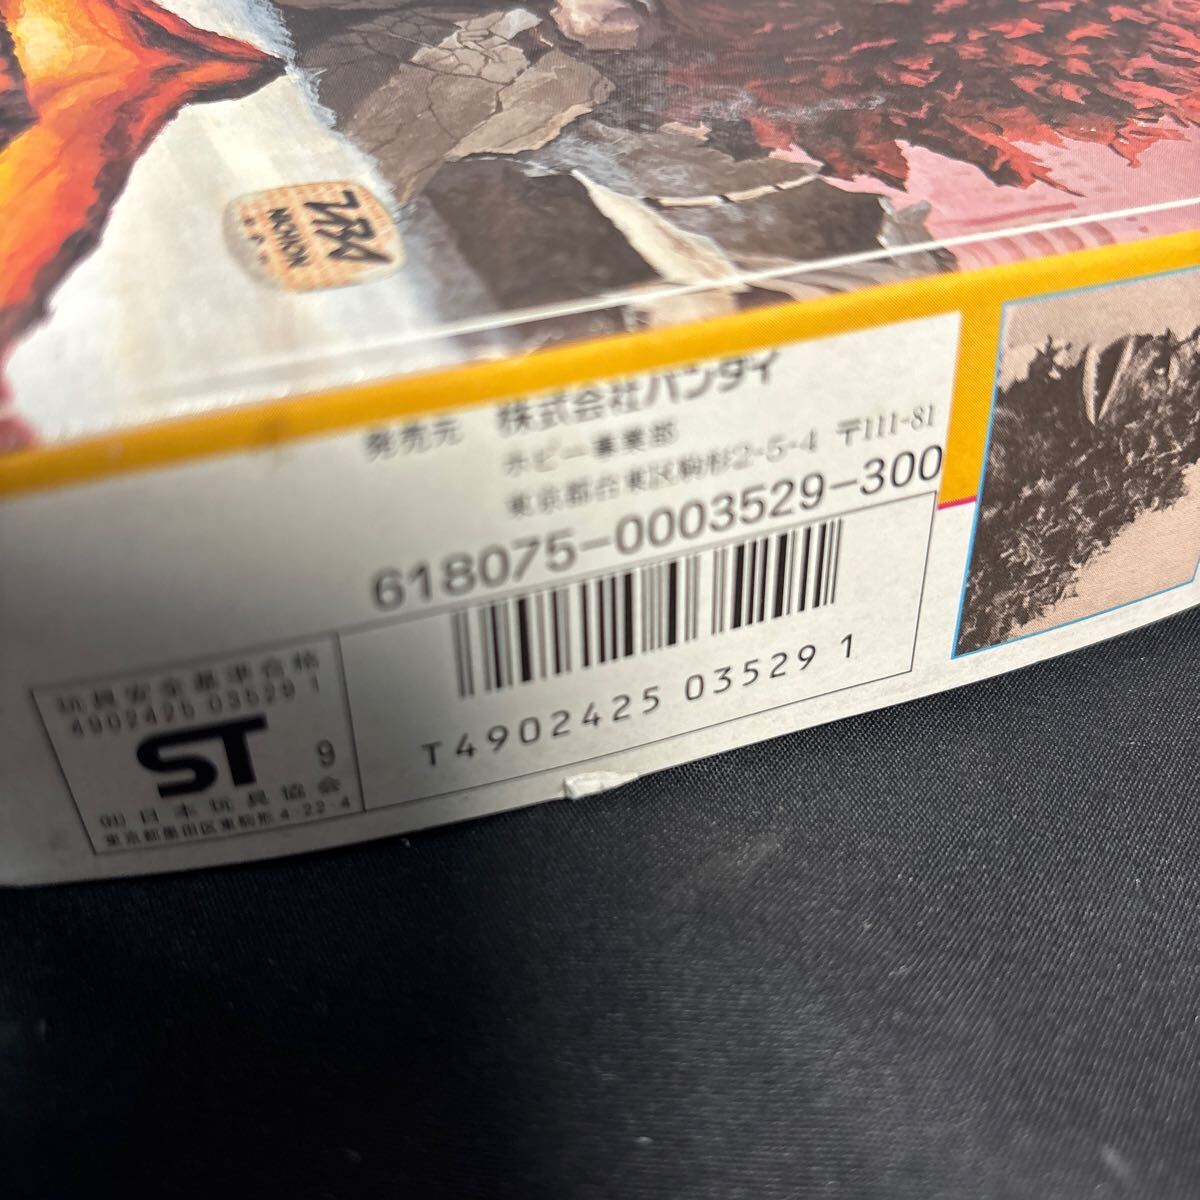 発売元 株式会社バンダイ
ホビー事業部
東京都台東区駒形2-5-4 〒111-81
618075-0003529-300
T4902425 03529 1
玩具安全基準合格
4902425 03529 1
ST 9
(社)日本玩具協会
東京都墨田区東駒形4-22-4